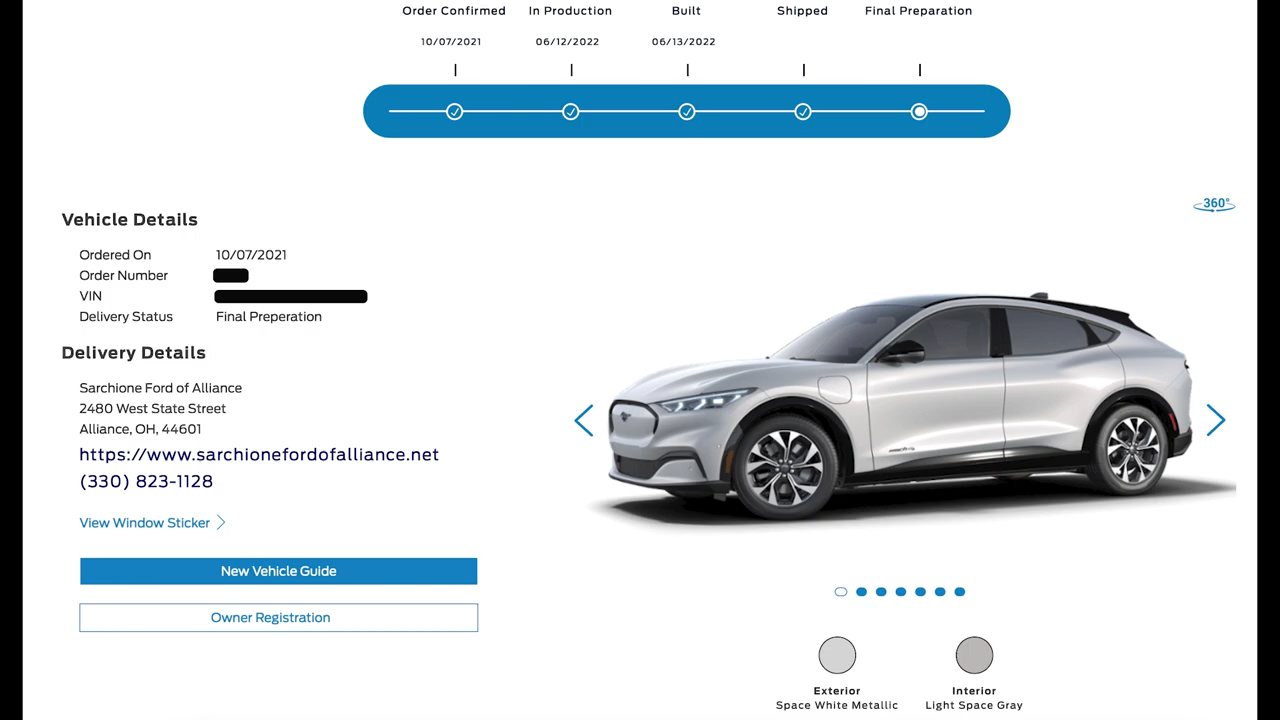 Order Confirmed In Production Built Shipped Final Preparation
10/07/2021 06/12/2022 06/13/2022
360°
Vehicle Details
Ordered On 10/07/2021
Order Number
VIN
Delivery Status Final Preperation
Delivery Details
Sarchione Ford of Alliance
2480 West State Street
Alliance, OH, 44601
https://www.sarchionefordofalliance.net
(330) 823-1128
View Window Sticker
New Vehicle Guide
Owner Registration
Exterior Interior
Space White Metallic Light Space Gray